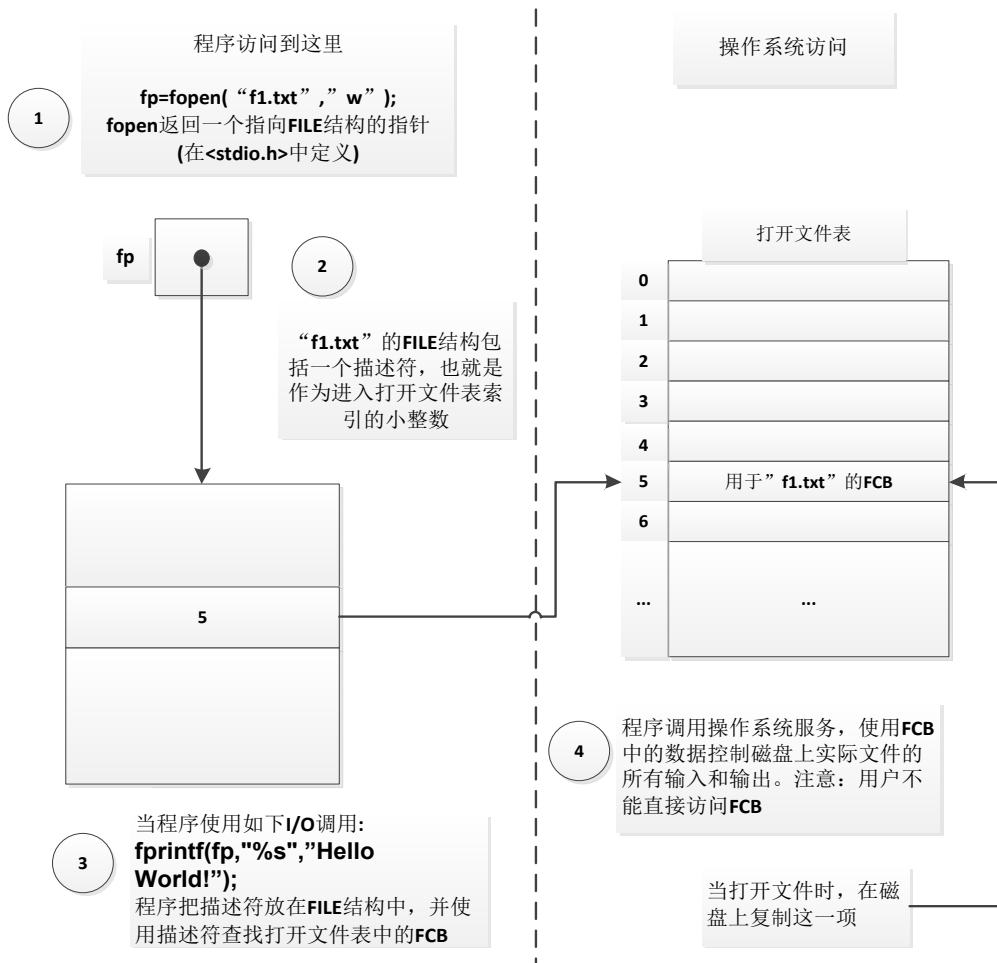 程序访问到这里
fp=fopen( “f1.txt” ,” w” );
fopen返回一个指向FILE结构的指针
(在<stdio.h>中定义)
1
操作系统访问
fp
2
“f1.txt”的FILE结构包
括一个描述符，也就是
作为进入打开文件表索
引的小整数
打开文件表
0
1
2
3
4
5
用于”f1.txt”的FCB
6
...
...
5
3
当程序使用如下I/O调用:
fprintf(fp,"%s",”Hello
World!”);
程序把描述符放在FILE结构中，并使
用描述符查找打开文件表中的FCB
4
程序调用操作系统服务，使用FCB
中的数据控制磁盘上实际文件的
所有输入和输出。注意：用户不
能直接访问FCB
当打开文件时，在磁
盘上复制这一项